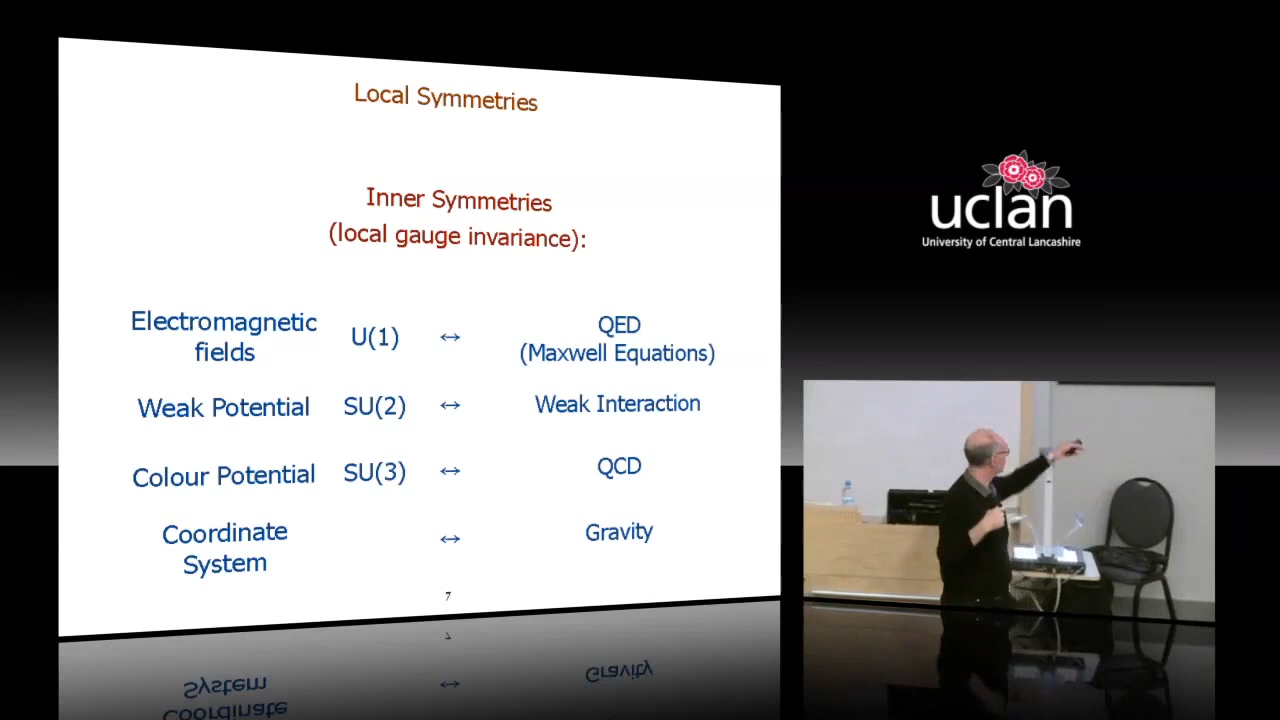 Local Symmetries
Inner Symmetries
(local gauge invariance):
Electromagnetic
fields
U(1)
↔
QED
(Maxwell Equations)
Weak Potential
SU(2)
↔
Weak Interaction
Colour Potential
SU(3)
↔
QCD
Coordinate
System
↔
Gravity
7
uclan
University of Central Lancashire